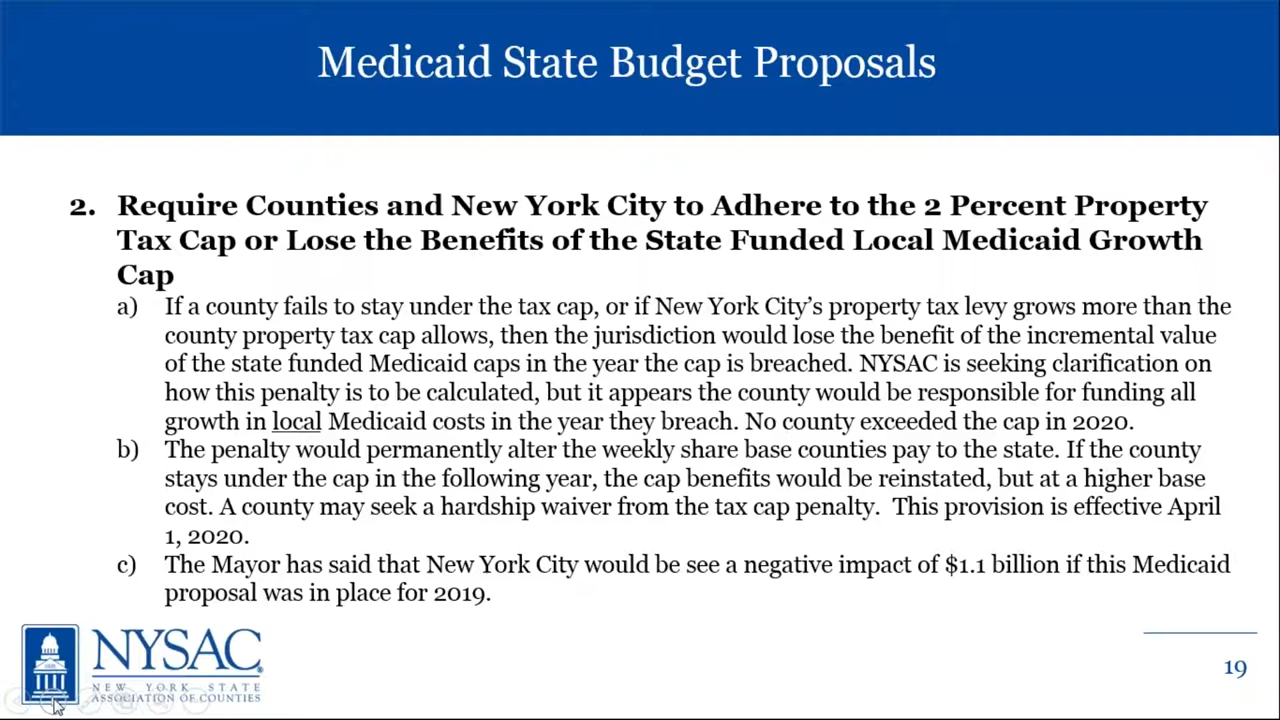 Medicaid State Budget Proposals
2. Require Counties and New York City to Adhere to the 2 Percent Property
Tax Cap or Lose the Benefits of the State Funded Local Medicaid Growth
Cap
a) If a county fails to stay under the tax cap, or if New York City's property tax levy grows more than the
county property tax cap allows, then the jurisdiction would lose the benefit of the incremental value
of the state funded Medicaid caps in the year the cap is breached. NYSAC is seeking clarification on
how this penalty is to be calculated, but it appears the county would be responsible for funding all
growth in local Medicaid costs in the year they breach. No county exceeded the cap in 2020.
b) The penalty would permanently alter the weekly share base counties pay to the state. If the county
stays under the cap in the following year, the cap benefits would be reinstated, but at a higher base
cost. A county may seek a hardship waiver from the tax cap penalty. This provision is effective April
1, 2020.
c) The Mayor has said that New York City would be see a negative impact of $1.1 billion if this Medicaid
proposal was in place for 2019.
NYSAC
NEW YORK STATE
ASSOCIATION OF COUNTIES
19